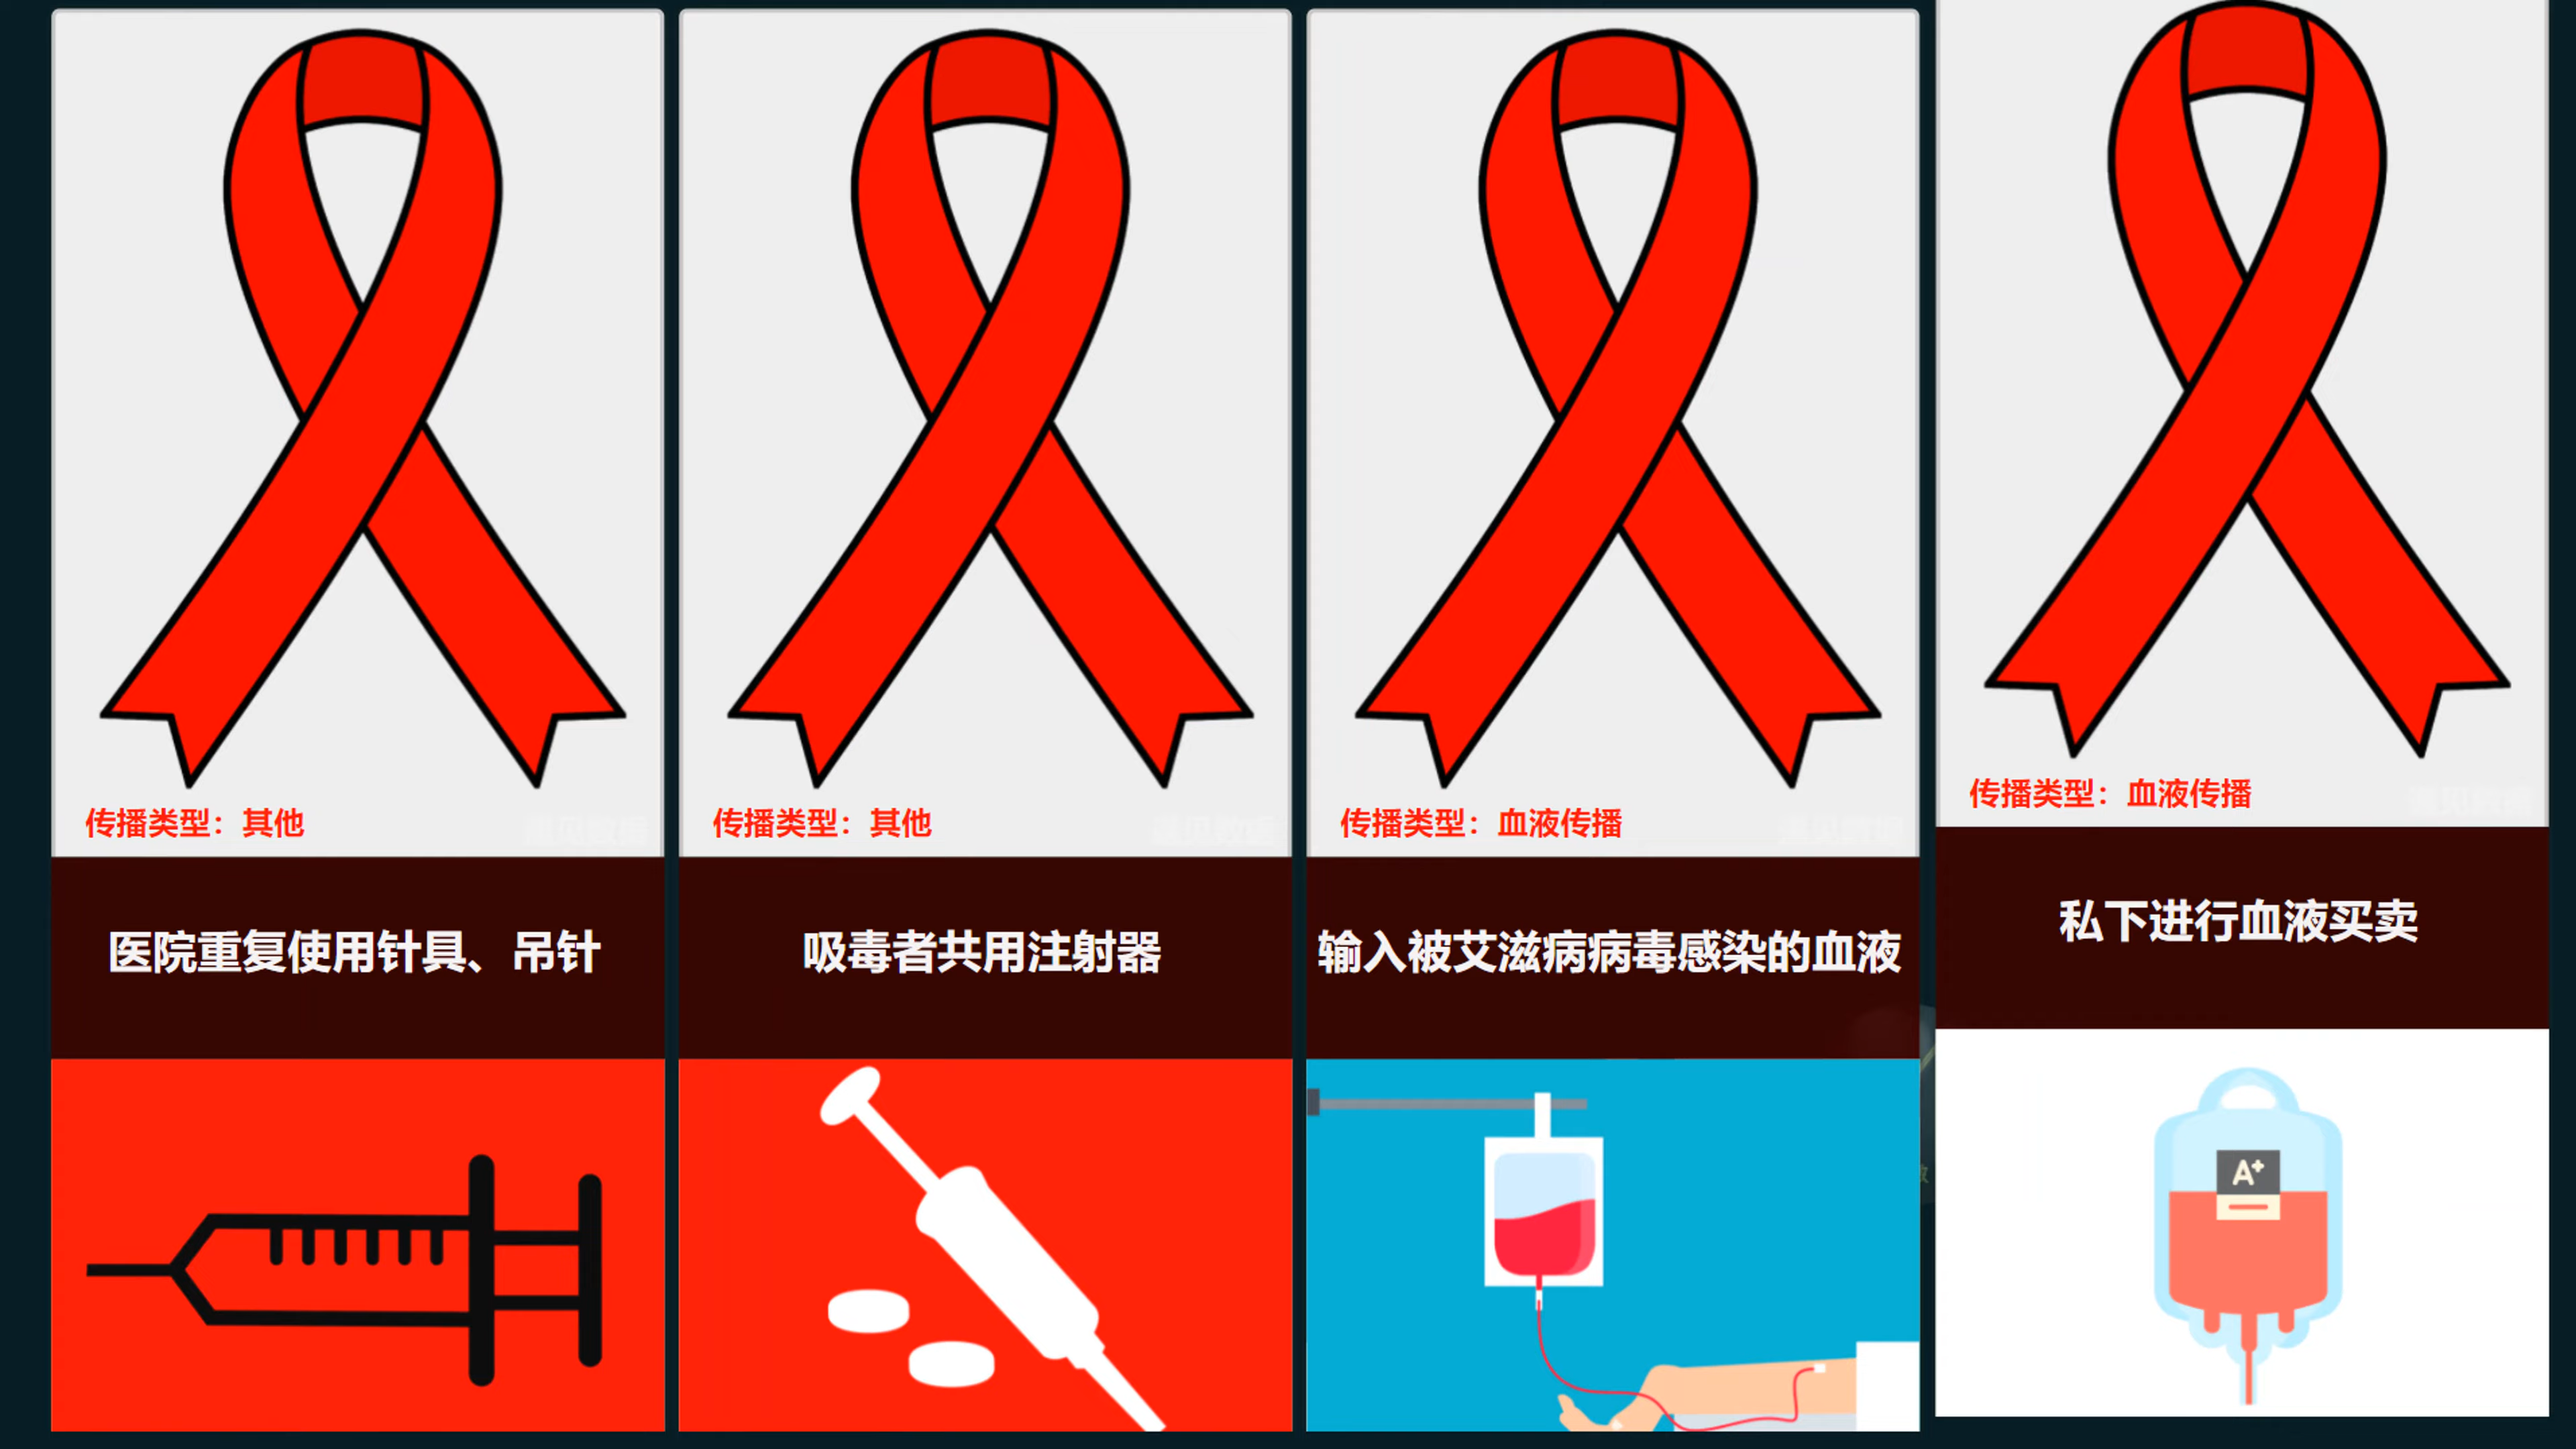 传播类型：其他
医院重复使用针具、吊针
传播类型：其他
吸毒者共用注射器
传播类型：血液传播
输入被艾滋病病毒感染的血液
传播类型：血液传播
私下进行血液买卖
A+